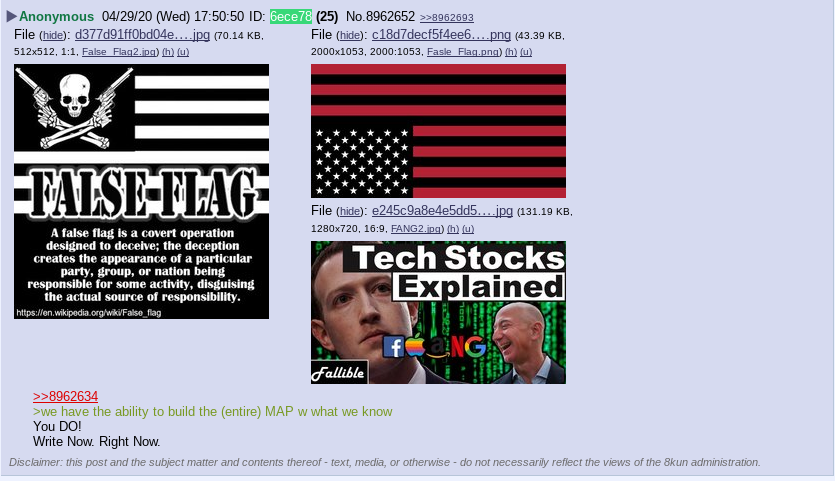 ▶Anonymous 04/29/20 (Wed) 17:50:50 ID: 6ece78 (25) No.8962652 >>8962693
File (hide): d377d91ff0bd04e….jpg (70.14 KB,
512x512, 1:1, False_Flag2.jpg) (h) (u)
FALSE FLAG
A false flag is a covert operation
designed to deceive; the deception
creates the appearance of a particular
party, group, or nation being
responsible for some activity, disguising
the actual source of responsibility.
https://en.wikipedia.org/wiki/False_flag
File (hide): c18d7decf5f4ee6….png (43.39 KB,
2000x1053, 2000:1053, Fasle_Flag.png) (h) (u)
File (hide): e245c9a8e4e5dd5….jpg (131.19 KB,
1280x720, 16:9, FANG2.jpg) (h) (u)
Tech Stocks
Explained
f a NG
Fallible
>>8962634
>we have the ability to build the (entire) MAP w what we know
You DO!
Write Now. Right Now.
Disclaimer: this post and the subject matter and contents thereof - text, media, or otherwise - do not necessarily reflect the views of the 8kun administration.